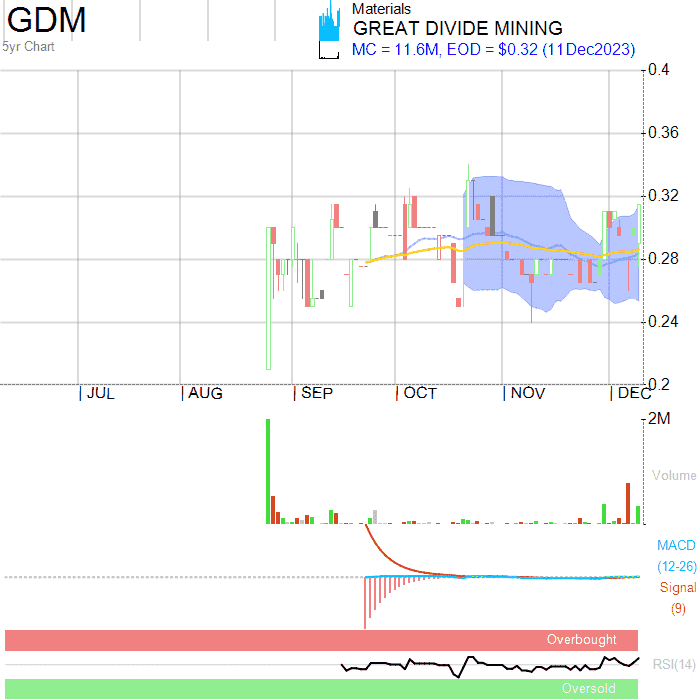 GDM
5yr Chart
Materials
GREAT DIVIDE MINING
MC = 11.6M, EOD = $0.32 (11Dec2023)
0.4
0.36
0.32
0.28
0.24
0.2
JUL AUG SEP OCT NOV DEC
2M
Volume
MACD
(12-26)
Signal
(9)
Overbought
RSI(14)
Oversold